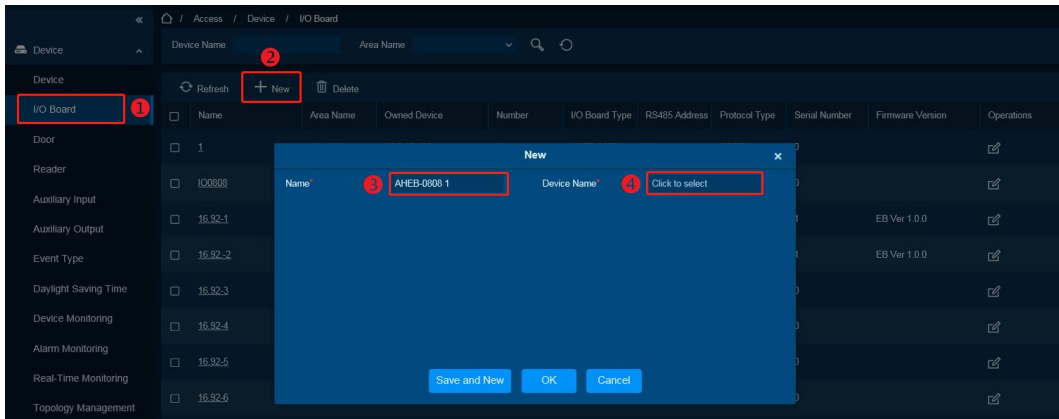 « / Access / Device / I/O Board
Device
Device Name Area Name
2
Device
Refresh New Delete
I/O Board 1
Name Area Name Owned Device Number I/O Board Type RS485 Address Protocol Type Serial Number Firmware Version Operations
Door
1
New ×
Reader
IO0808
Name* 3 AHEB-0808 1 Device Name* 4 Click to select
Auxiliary Input
16.92-1 EB Ver 1.0.0
Auxiliary Output
16.92.-2 EB Ver 1.0.0
Event Type
Daylight Saving Time
16.92-3
Device Monitoring
16.92-4
Alarm Monitoring
16.92-5
Real-Time Monitoring
Save and New OK Cancel
16.92-6
Topology Management